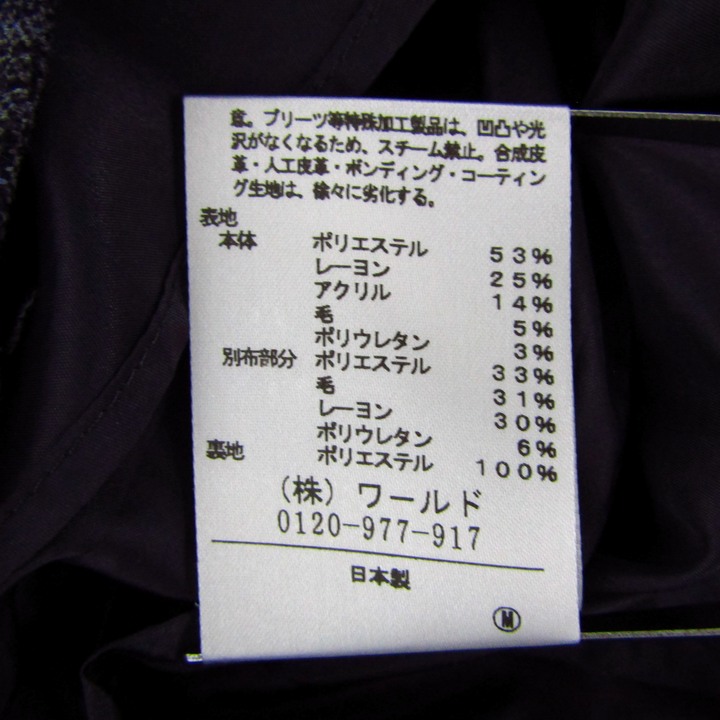 意。プリーツ等特殊加工製品は、凹凸や光
沢がなくなるため、スチーム禁止。合成皮
革・人工皮革・ボンディング・コーティン
グ生地は、徐々に劣化する。
表地
本体 ポリエステル 53%
レーヨン 25%
アクリル 14%
毛 5%
ポリウレタン 3%
別布部分 ポリエステル 33%
毛 31%
レーヨン 30%
ポリウレタン 6%
裏地 ポリエステル 100%
(株) ワールド
0120-977-917
日本製
M